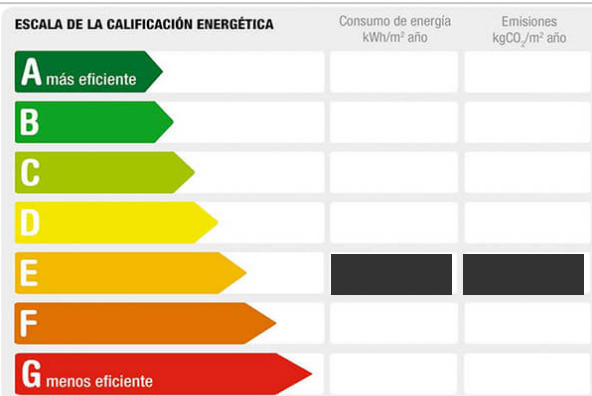 ESCALA DE LA CALIFICACIÓN ENERGÉTICA
Consumo de energía
kWh/m² año
Emisiones
kgCO₂/m² año
A más eficiente
B
C
D
E
F
G menos eficiente